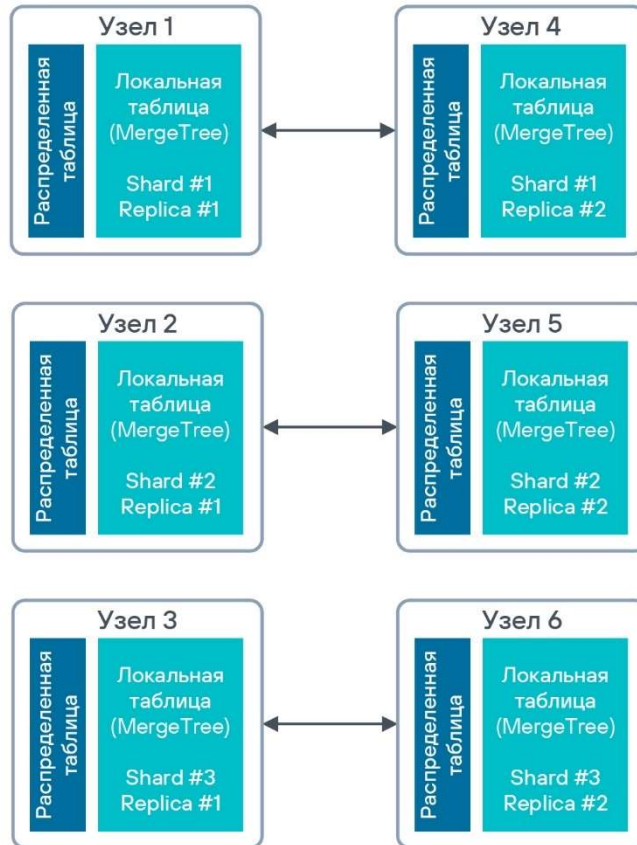 Узел 1
Распределенная
таблица
Локальная
таблица
(MergeTree)
Shard #1
Replica #1
Узел 4
Распределенная
таблица
Локальная
таблица
(MergeTree)
Shard #1
Replica #2
Узел 2
Распределенная
таблица
Локальная
таблица
(MergeTree)
Shard #2
Replica #1
Узел 5
Распределенная
таблица
Локальная
таблица
(MergeTree)
Shard #2
Replica #2
Узел 3
Распределенная
таблица
Локальная
таблица
(MergeTree)
Shard #3
Replica #1
Узел 6
Распределенная
таблица
Локальная
таблица
(MergeTree)
Shard #3
Replica #2